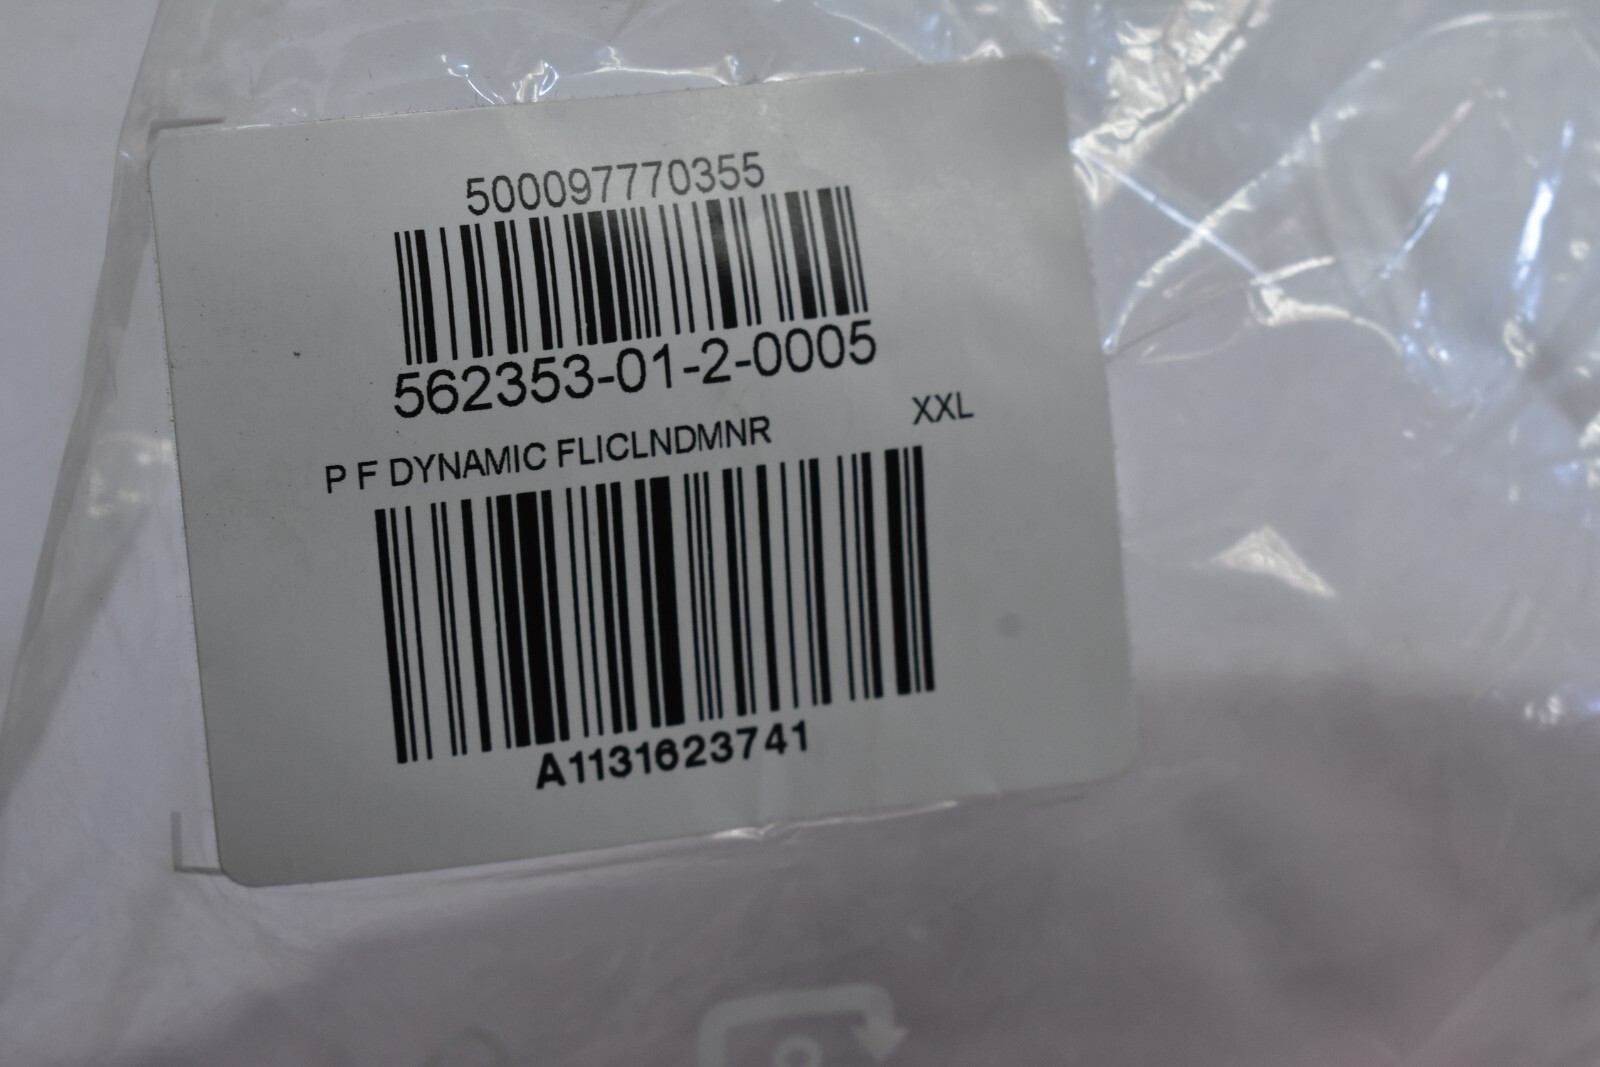 500097770355
562353-01-2-0005
P F DYNAMIC FLICLNDMNR XXL
A1131623741